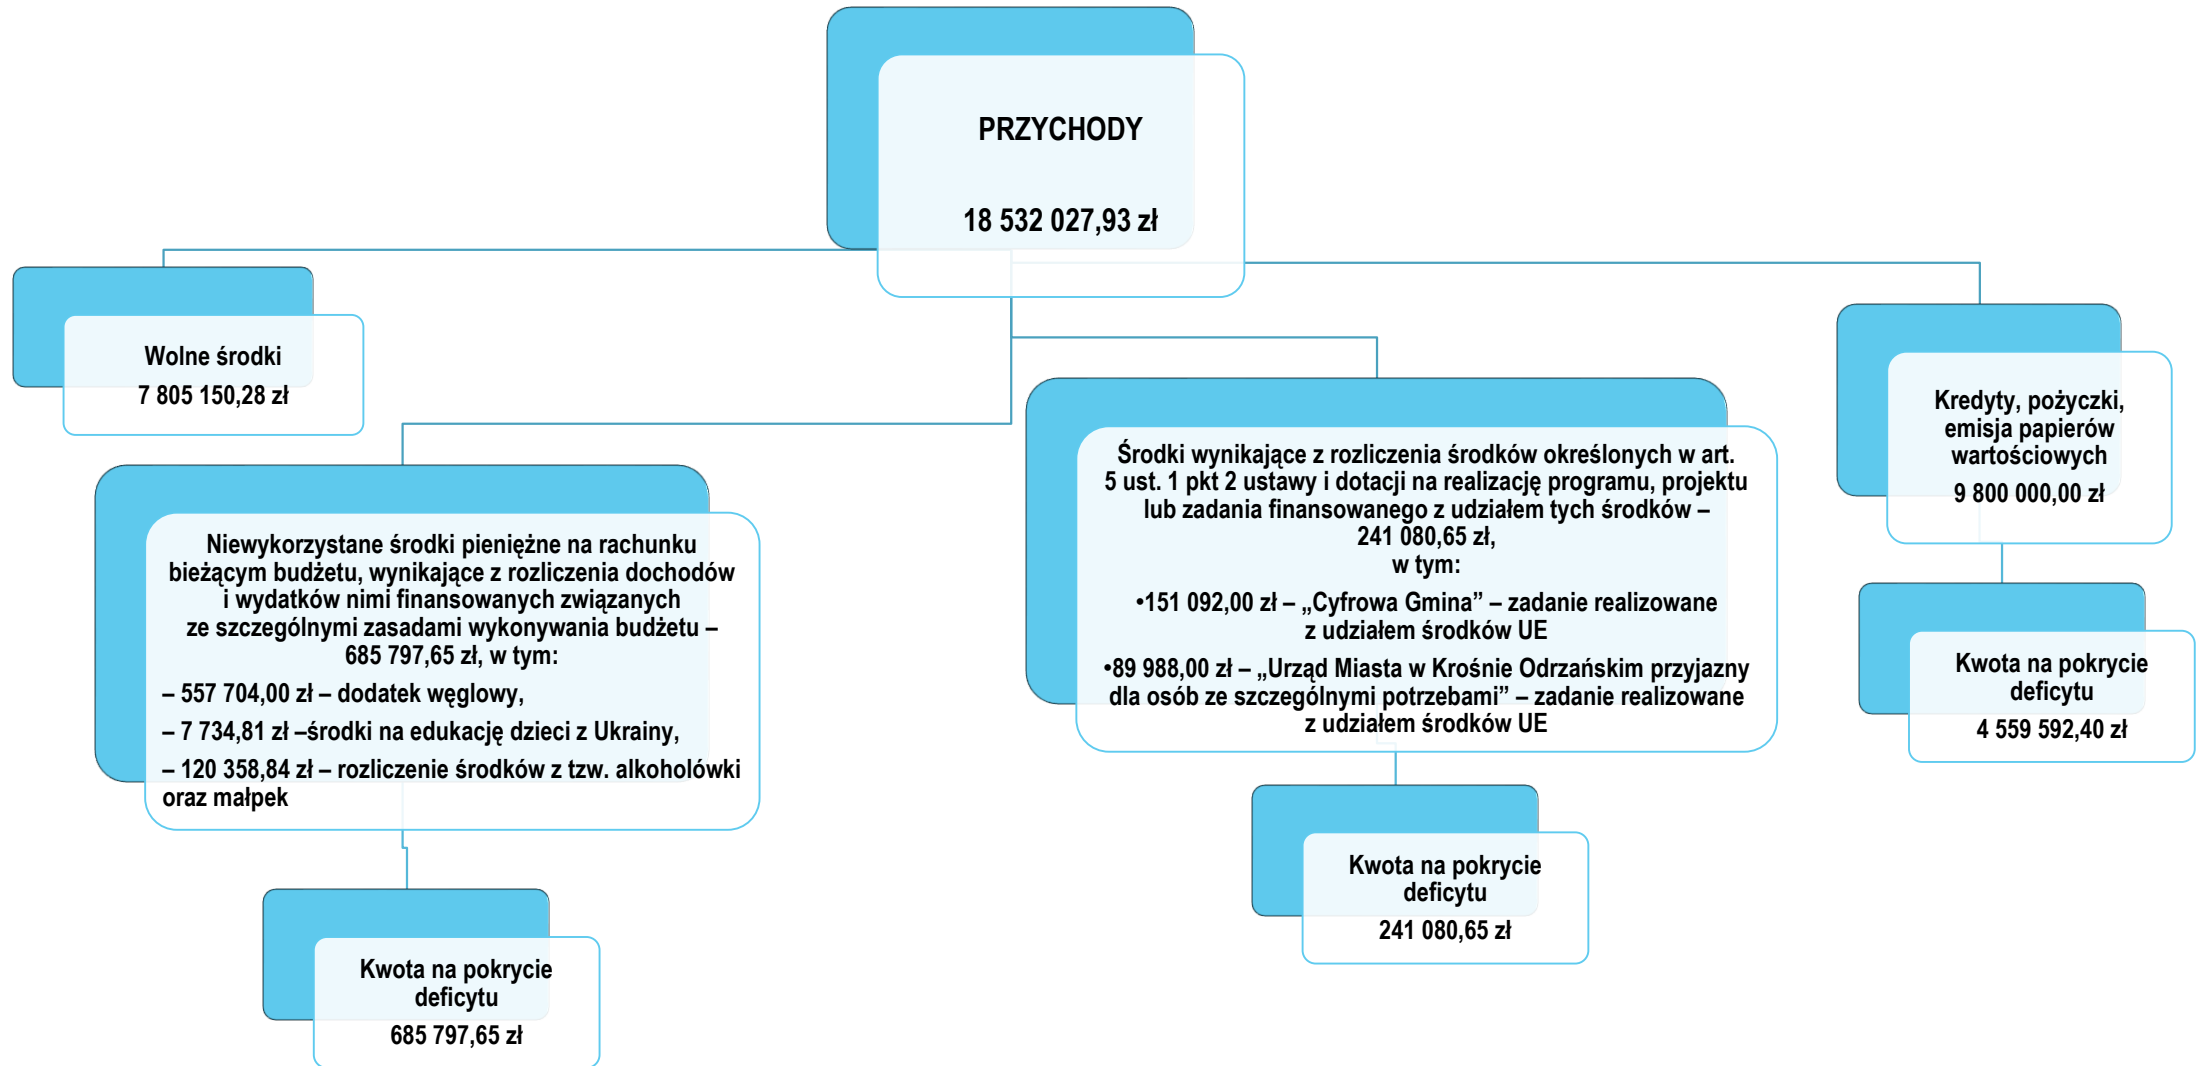 PRZYCHODY
18 532 027,93 zł
Wolne środki
7 805 150,28 zł
Niewykorzystane środki pieniężne na rachunku
bieżącym budżetu, wynikające z rozliczenia dochodów
i wydatków nimi finansowanych związanych
ze szczególnymi zasadami wykonywania budżetu –
685 797,65 zł, w tym:
– 557 704,00 zł – dodatek węglowy,
– 7 734,81 zł –środki na edukację dzieci z Ukrainy,
– 120 358,84 zł – rozliczenie środków z tzw. alkoholówki
oraz małpek
Kwota na pokrycie
deficytu
685 797,65 zł
Środki wynikające z rozliczenia środków określonych w art.
5 ust. 1 pkt 2 ustawy i dotacji na realizację programu, projektu
lub zadania finansowanego z udziałem tych środków –
241 080,65 zł,
w tym:
•151 092,00 zł – „Cyfrowa Gmina” – zadanie realizowane
z udziałem środków UE
•89 988,00 zł – „Urząd Miasta w Krośnie Odrzańskim przyjazny
dla osób ze szczególnymi potrzebami” – zadanie realizowane
z udziałem środków UE
Kwota na pokrycie
deficytu
241 080,65 zł
Kredyty, pożyczki,
emisja papierów
wartościowych
9 800 000,00 zł
Kwota na pokrycie
deficytu
4 559 592,40 zł